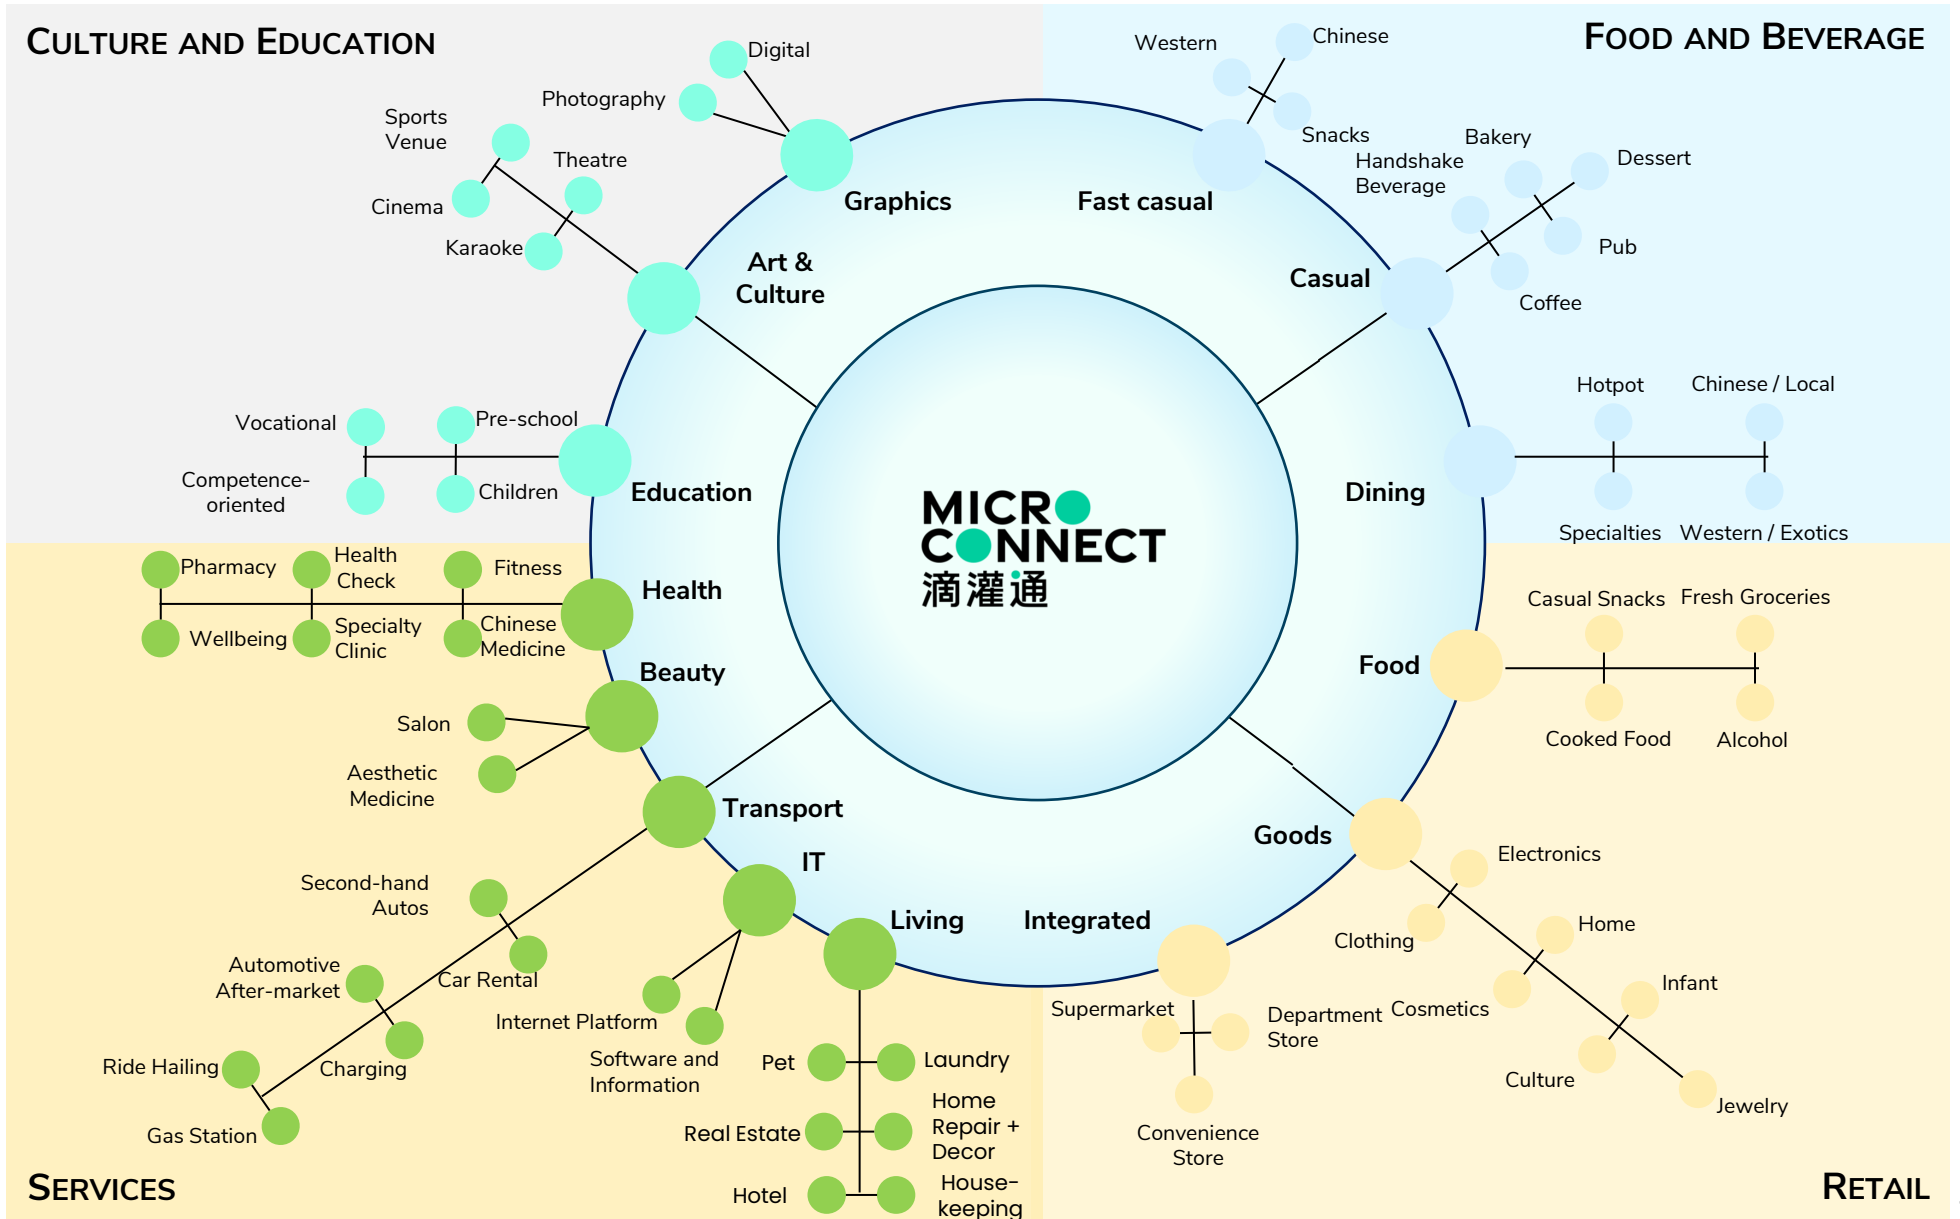 CULTURE AND EDUCATION
Digital
Photography
Sports
Venue
Theatre
Cinema
Karaoke
Graphics
Art &
Culture
Vocational
Pre-school
Competence-
oriented
Children
Education
FOOD AND BEVERAGE
Western
Chinese
Snacks
Fast casual
Handshake
Beverage
Bakery
Dessert
Pub
Coffee
Casual
Hotpot
Chinese / Local
Dining
Specialties
Western / Exotics
MICRO
CONNECT
滴灌通
Pharmacy
Health
Check
Fitness
Wellbeing
Specialty
Clinic
Chinese
Medicine
Health
Beauty
Salon
Aesthetic
Medicine
Transport
Second-hand
Autos
Car Rental
Automotive
After-market
Charging
Ride Hailing
Gas Station
IT
Internet Platform
Software and
Information
Living
Pet
Laundry
Real Estate
Home
Repair +
Decor
Hotel
House-
keeping
SERVICES
Casual Snacks
Fresh Groceries
Food
Cooked Food
Alcohol
Goods
Electronics
Clothing
Home
Cosmetics
Infant
Culture
Jewelry
Integrated
Supermarket
Department
Store
Convenience
Store
RETAIL